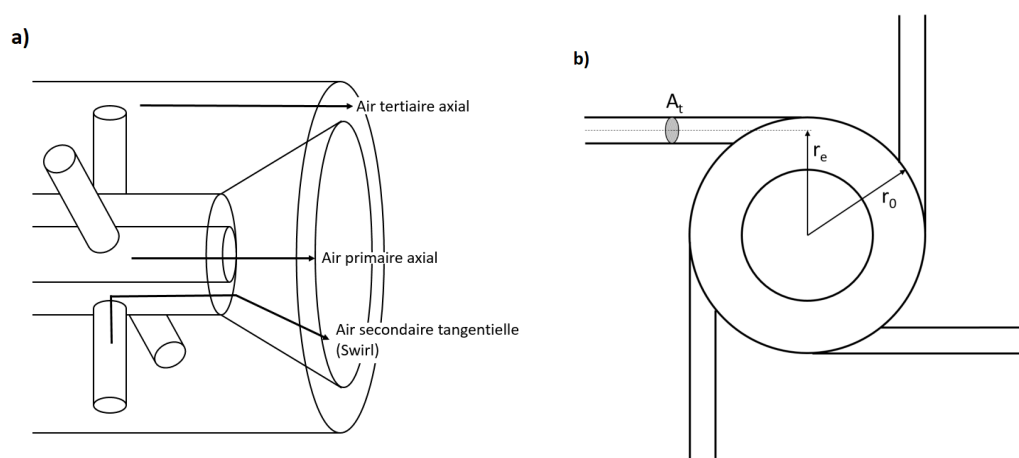 a)
Air tertiaire axial
Air primaire axial
Air secondaire tangentielle
(Swirl)
b)
At
re
r0